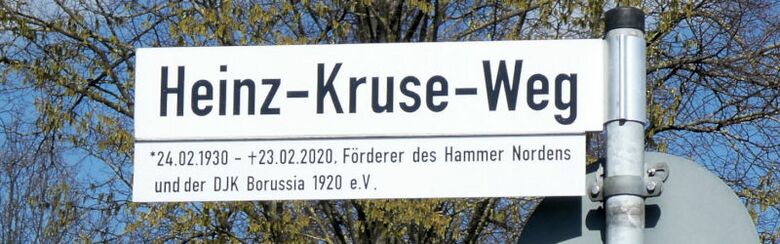 Heinz-Kruse-Weg
*24.02.1930 - †23.02.2020, Förderer des Hammer Nordens
und der DJK Borussia 1920 e.V.